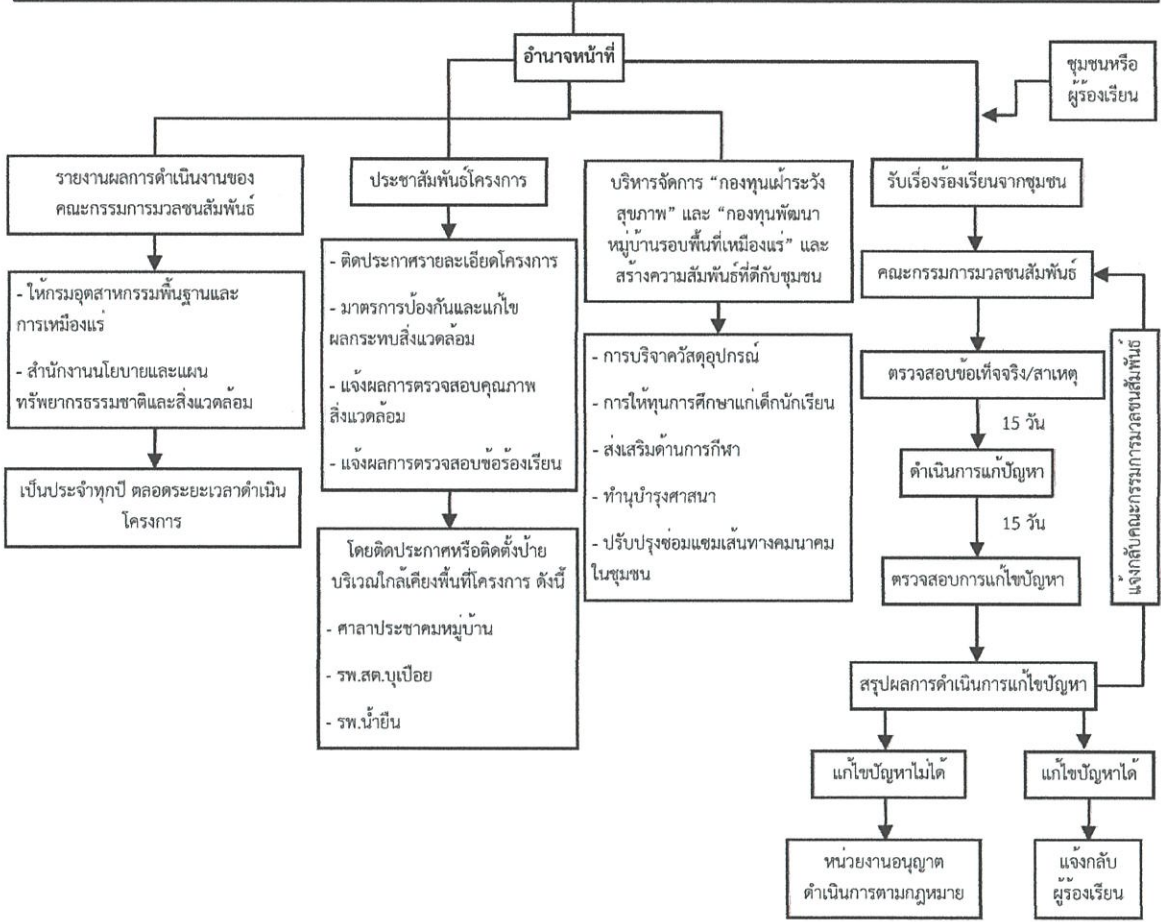 อำนาจหน้าที่
ชุมชนหรือ
ผู้ร้องเรียน
รายงานผลการดำเนินงานของ
คณะกรรมการมวลชนสัมพันธ์
- ให้กรมอุตสาหกรรมพื้นฐานและ
การเหมืองแร่
- สำนักงานนโยบายและแผน
ทรัพยากรธรรมชาติและสิ่งแวดล้อม
เป็นประจำทุกปี ตลอดระยะเวลาดำเนิน
โครงการ
ประชาสัมพันธ์โครงการ
- ติดประกาศรายละเอียดโครงการ
- มาตรการป้องกันและแก้ไข
ผลกระทบสิ่งแวดล้อม
- แจ้งผลการตรวจสอบคุณภาพ
สิ่งแวดล้อม
- แจ้งผลการตรวจสอบข้อร้องเรียน
โดยติดประกาศหรือติดตั้งป้าย
บริเวณใกล้เคียงพื้นที่โครงการ ดังนี้
- ศาลาประชาคมหมู่บ้าน
- รพ.สต.บุเปือย
- รพ.น้ำยืน
บริหารจัดการ “กองทุนเฝ้าระวัง
สุขภาพ” และ “กองทุนพัฒนา
หมู่บ้านรอบพื้นที่เหมืองแร่” และ
สร้างความสัมพันธ์ที่ดีกับชุมชน
- การบริจาควัสดุอุปกรณ์
- การให้ทุนการศึกษาแก่เด็กนักเรียน
- ส่งเสริมด้านการกีฬา
- ทำนุบำรุงศาสนา
- ปรับปรุงซ่อมแซมเส้นทางคมนาคม
ในชุมชน
รับเรื่องร้องเรียนจากชุมชน
คณะกรรมการมวลชนสัมพันธ์
ตรวจสอบข้อเท็จจริง/สาเหตุ
15 วัน
ดำเนินการแก้ปัญหา
15 วัน
ตรวจสอบการแก้ไขปัญหา
สรุปผลการดำเนินการแก้ไขปัญหา
แจ้งกลับคณะกรรมการมวลชนสัมพันธ์
แก้ไขปัญหาไม่ได้
แก้ไขปัญหาได้
หน่วยงานอนุญาต
ดำเนินการตามกฎหมาย
แจ้งกลับ
ผู้ร้องเรียน